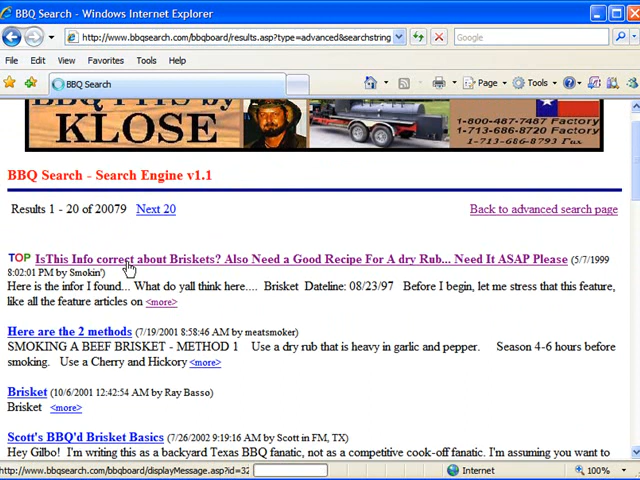 BBQ Search - Windows Internet Explorer
http://www.bbqsearch.com/bbqboard/results.asp?type=advanced&searchstring
Google
File Edit View Favorites Tools Help
BBQ Search
Page Tools
BBQ PITS by
KLOSE
1-800-487-7487 Factory
1-713-686-8720 Factory
1-713-686-8793 Fax
BBQ Search - Search Engine v1.1
Results 1 - 20 of 20079 Next 20
Back to advanced search page
TOP IsThis Info correct about Briskets? Also Need a Good Recipe For A dry Rub... Need It ASAP Please (5/7/1999
8:02:01 PM by Smokin')
Here is the infor I found... What do yall think here.... Brisket Dateline: 08/23/97 Before I begin, let me stress that this feature,
like all the feature articles on <more>
Here are the 2 methods (7/19/2001 8:58:46 AM by meatsmoker)
SMOKING A BEEF BRISKET - METHOD 1 Use a dry rub that is heavy in garlic and pepper. Season 4-6 hours before
smoking. Use a Cherry and Hickory <more>
Brisket (10/6/2001 12:42:54 AM by Ray Basso)
Brisket <more>
Scott's BBQ'd Brisket Basics (7/26/2002 9:19:16 AM by Scott in FM, TX)
Hey Gilbo! I'm writing this as a backyard Texas BBQ fanatic, not as a competitive cook-off fanatic. I'm assuming you want to
http://www.bbqsearch.com/bbqboard/displayMessage.asp?id=32
Internet
100%